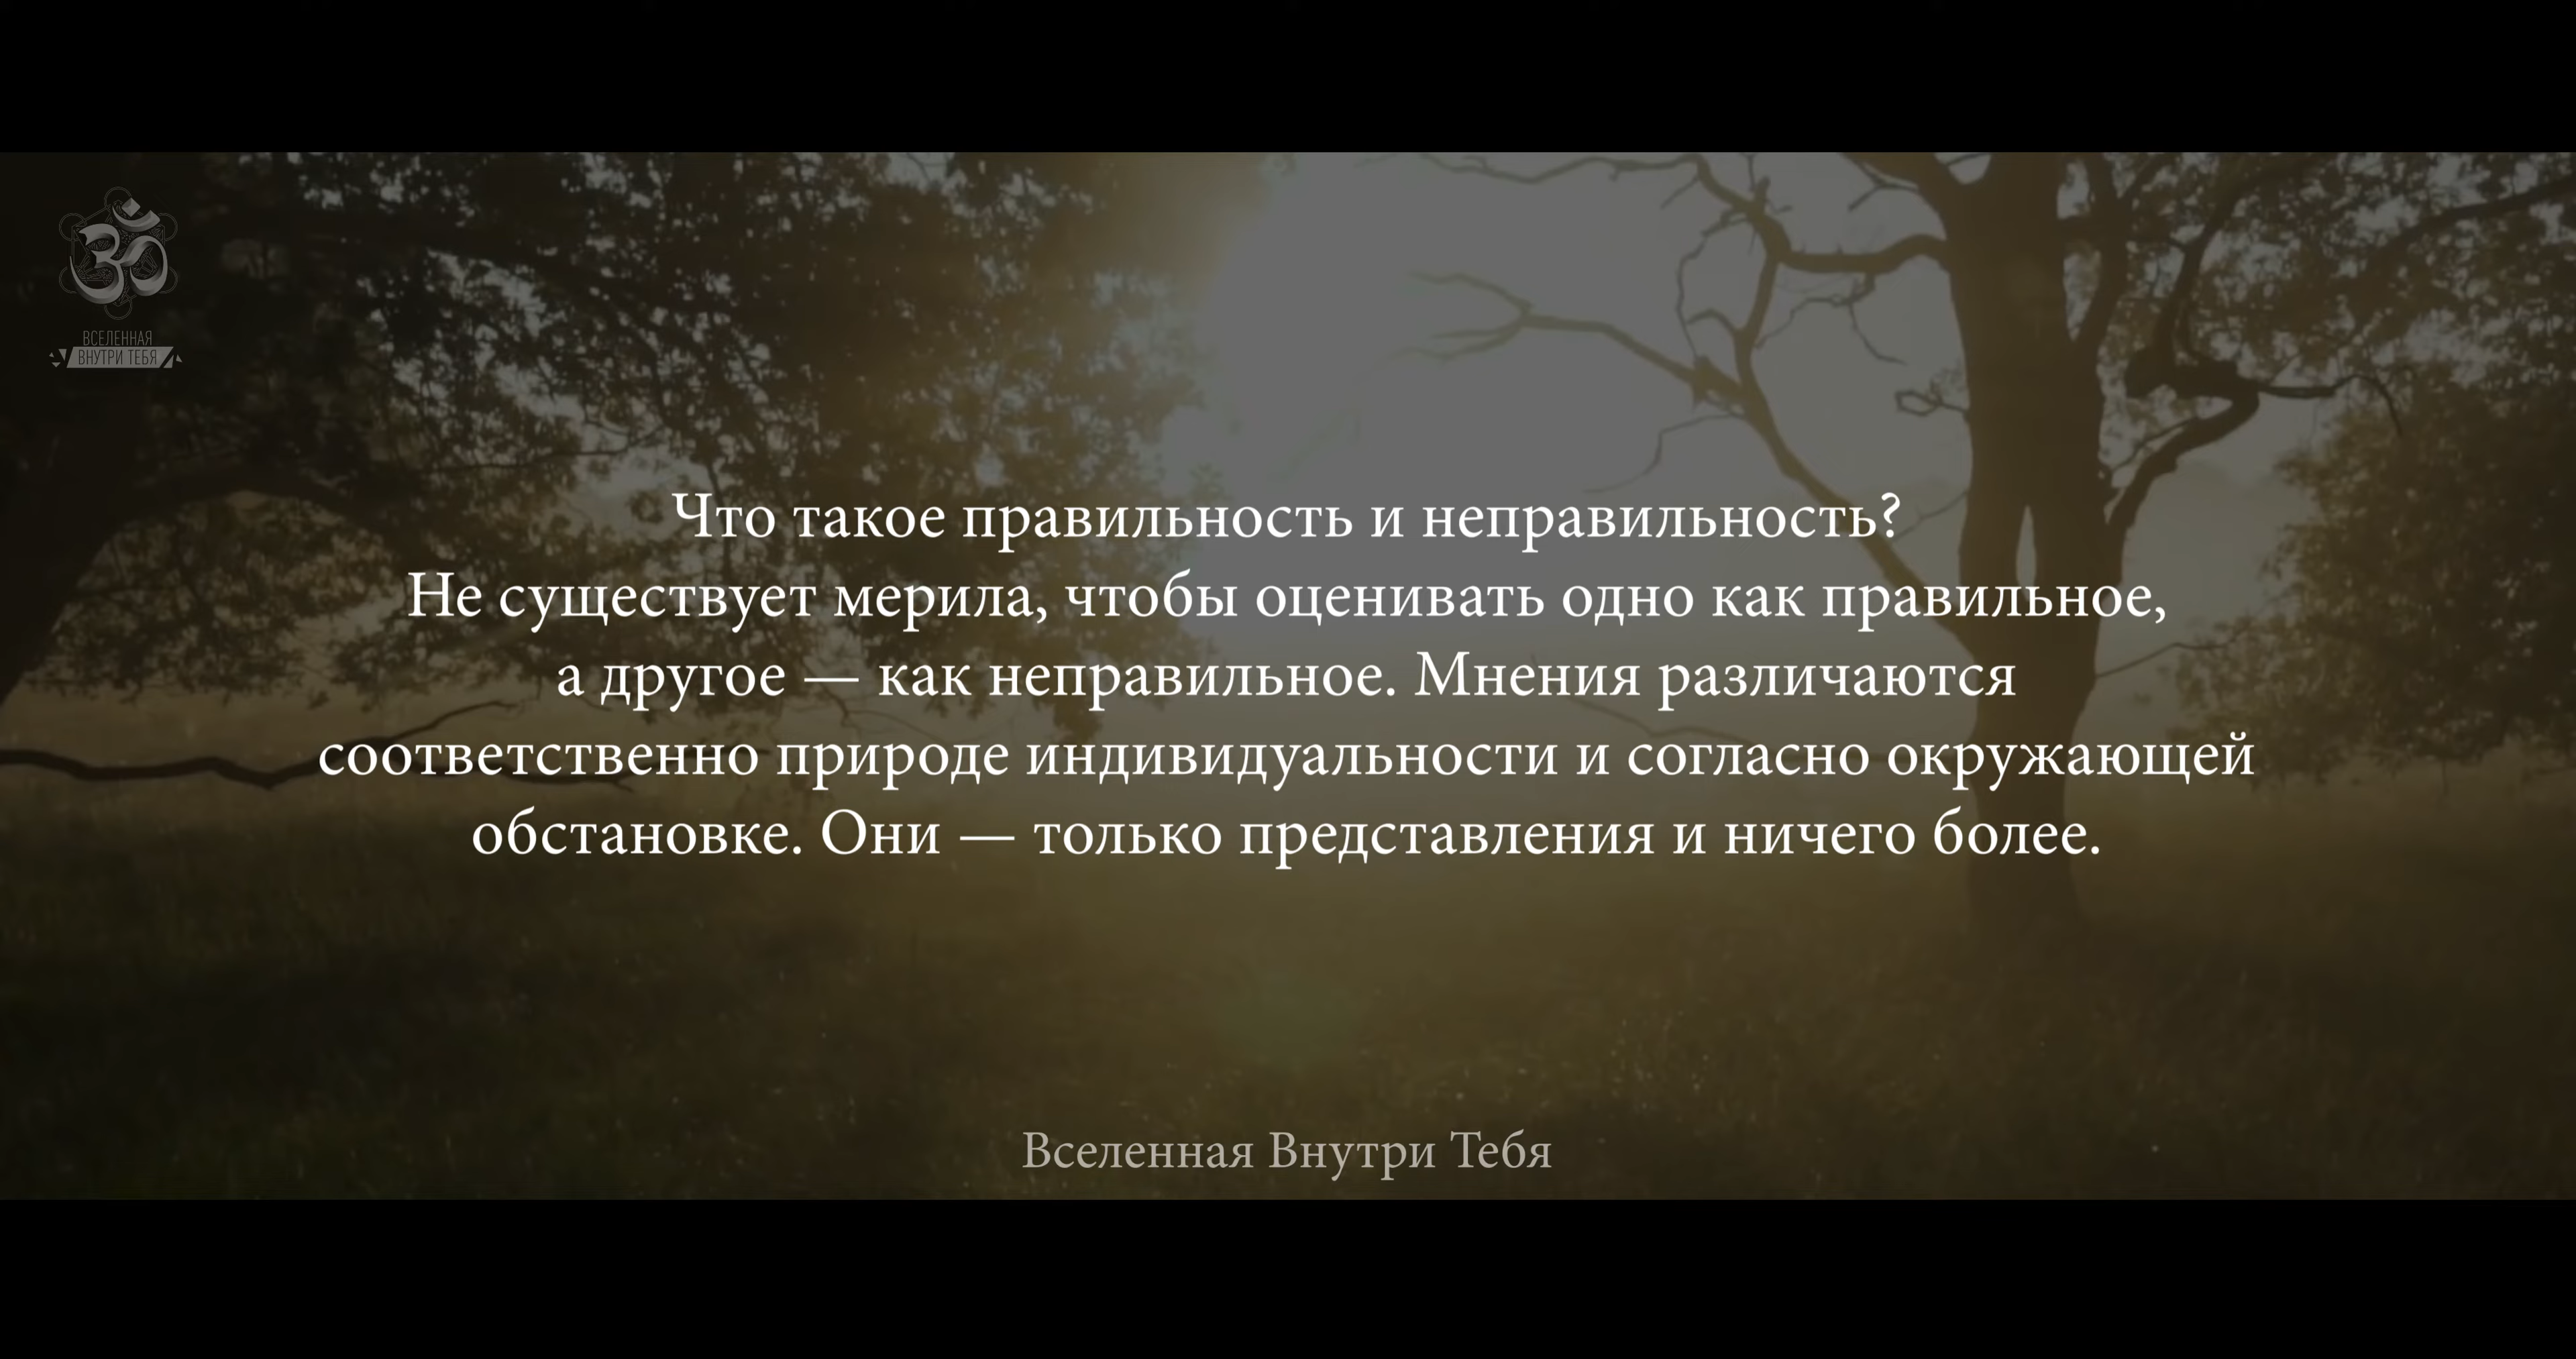 ВСЕЛЕННАЯ
ВНУТРИ ТЕБЯ
Что такое правильность и неправильность?
Не существует мерила, чтобы оценивать одно как правильное,
а другое — как неправильное. Мнения различаются
соответственно природе индивидуальности и согласно окружающей
обстановке. Они — только представления и ничего более.
Вселенная Внутри Тебя